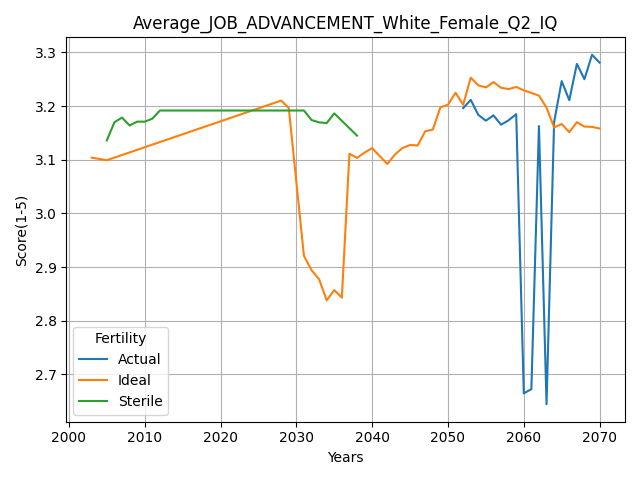 Average_JOB_ADVANCEMENT_White_Female_Q2_IQ
Score(1-5)
3.3
3.2
3.1
3.0
2.9
2.8
2.7
Fertility
Actual
Ideal
Sterile
2000 2010 2020 2030 2040 2050 2060 2070
Years